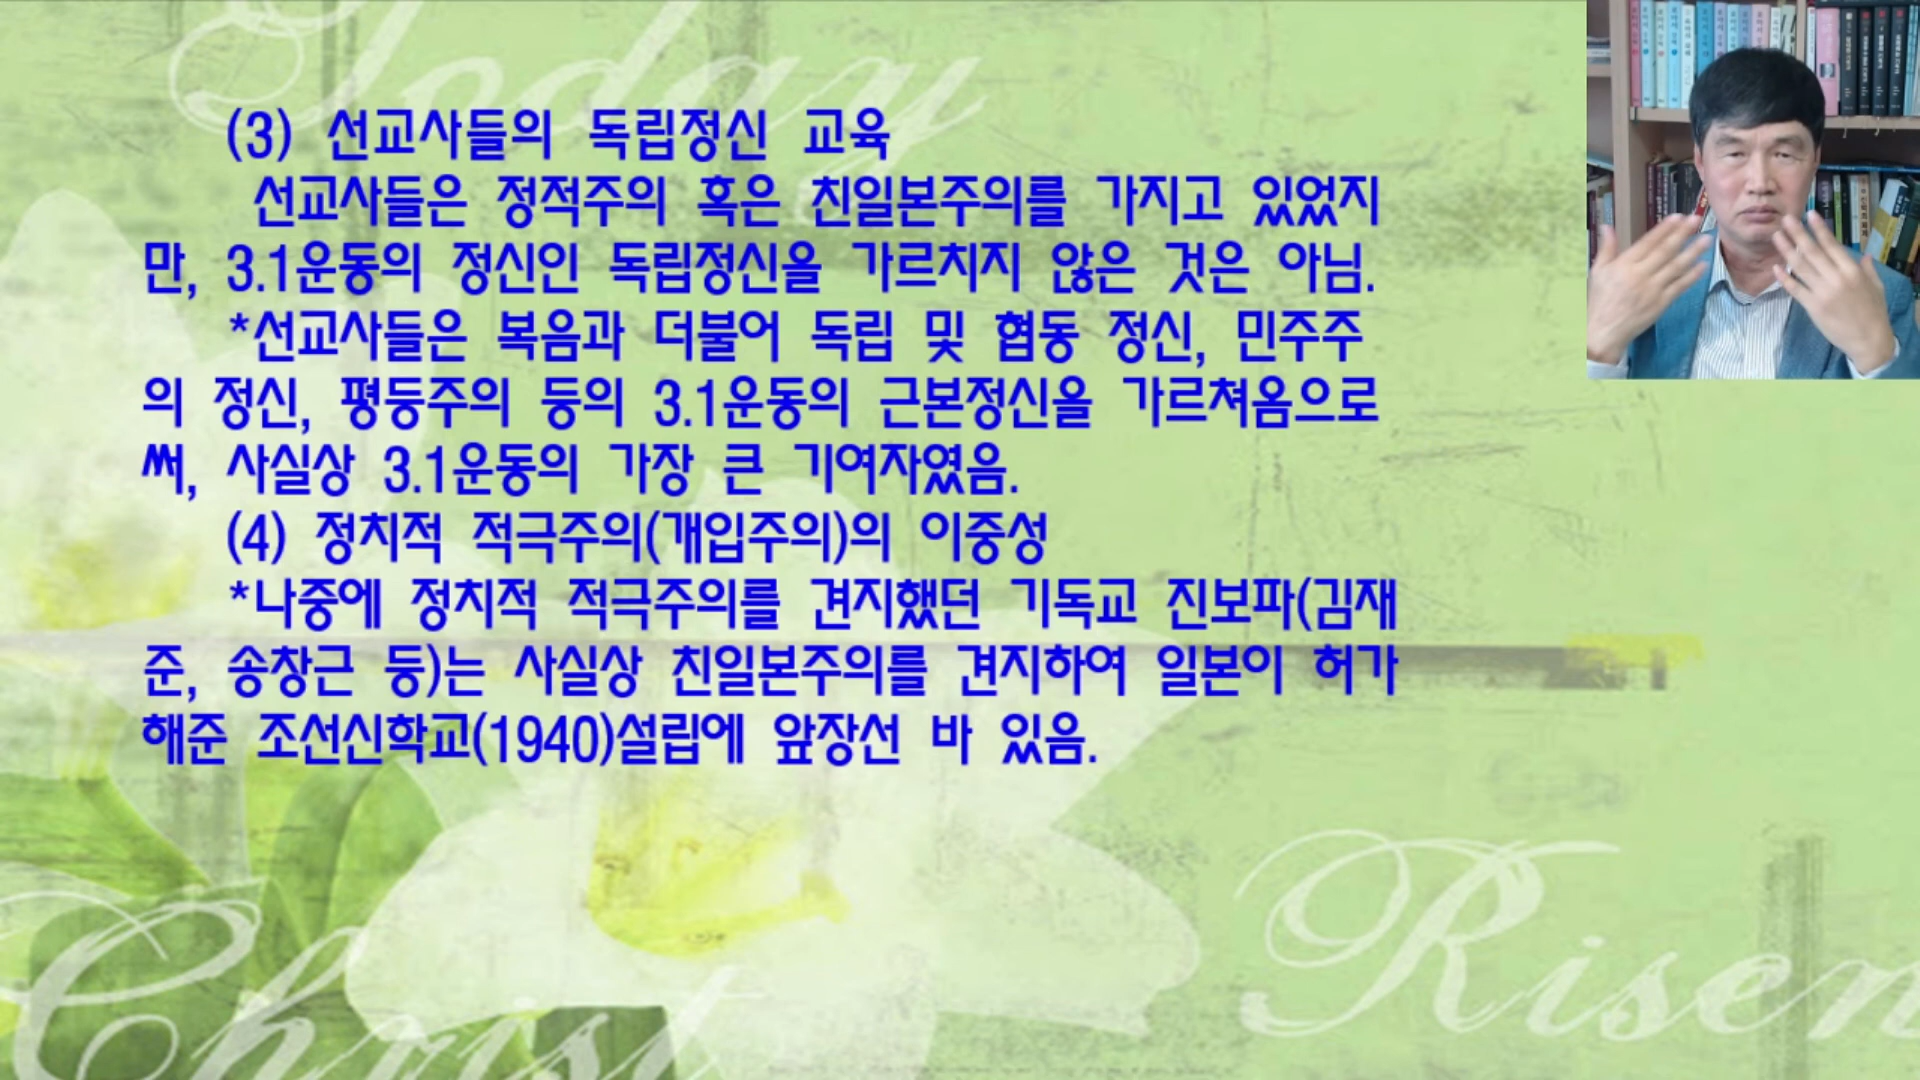 Today
(3) 선교사들의 독립정신 교육
선교사들은 정적주의 혹은 친일본주의를 가지고 있었지
만, 3.1운동의 정신인 독립정신을 가르치지 않은 것은 아님.
*선교사들은 복음과 더불어 독립 및 협동 정신, 민주주
의 정신, 평등주의 등의 3.1운동의 근본정신을 가르쳐옴으로
써, 사실상 3.1운동의 가장 큰 기여자였음.
(4) 정치적 적극주의(개입주의)의 이중성
*나중에 정치적 적극주의를 견지했던 기독교 진보파(김재
준, 송창근 등)는 사실상 친일본주의를 견지하여 일본이 허가
해준 조선신학교(1940)설립에 앞장선 바 있음.
Christ
Risen